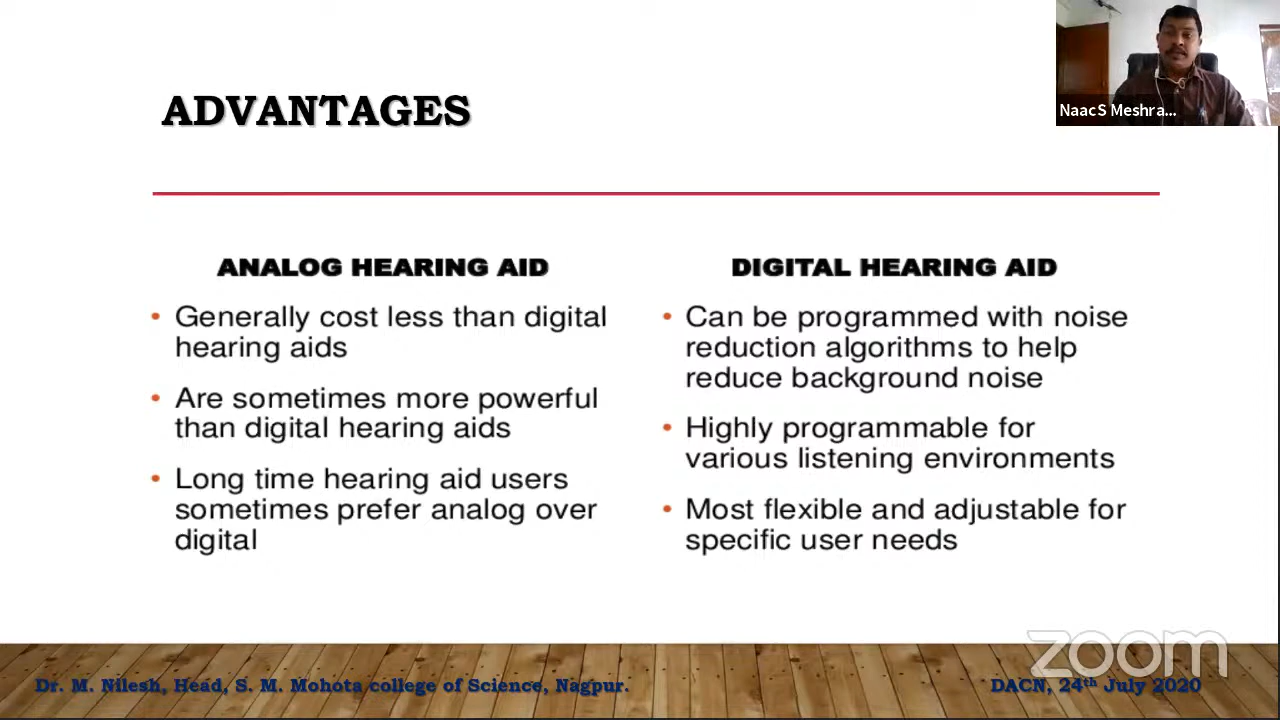 ADVANTAGES
NaacS Meshra...
ANALOG HEARING AID
• Generally cost less than digital
hearing aids
• Are sometimes more powerful
than digital hearing aids
• Long time hearing aid users
sometimes prefer analog over
digital
DIGITAL HEARING AID
• Can be programmed with noise
reduction algorithms to help
reduce background noise
• Highly programmable for
various listening environments
• Most flexible and adjustable for
specific user needs
zoom
Dr. M. Nilesh, Head, S. M. Mohota college of Science, Nagpur.
DACN, 24th July 2020